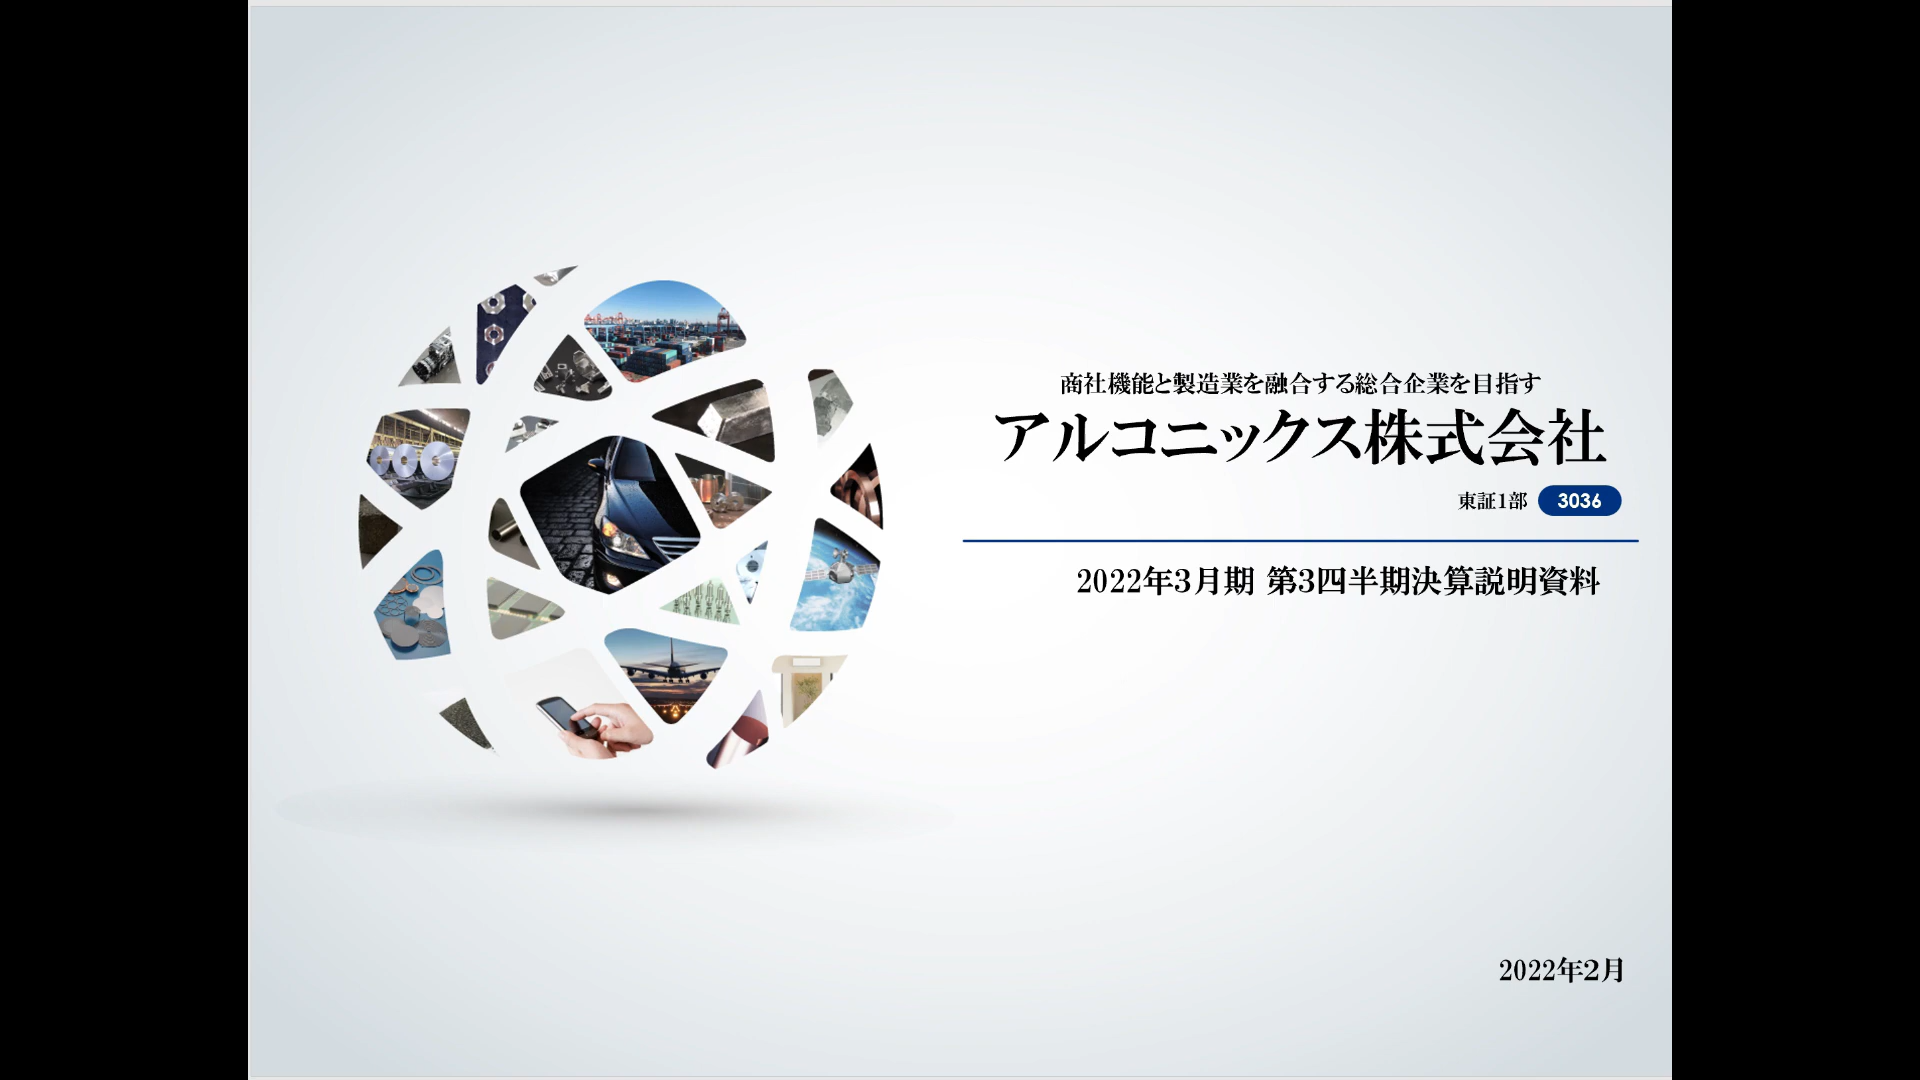 商社機能と製造業を融合する総合企業を目指す
アルコニックス株式会社
東証1部 3036
2022年3月期 第3四半期決算説明資料
2022年2月